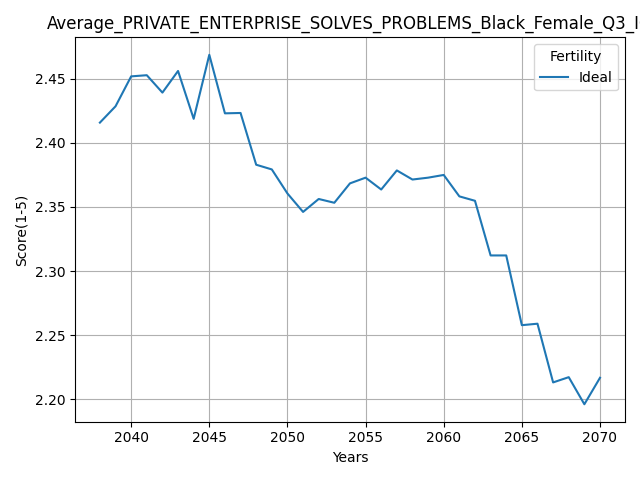 Average_PRIVATE_ENTERPRISE_SOLVES_PROBLEMS_Black_Female_Q3_I
Fertility
Ideal
Score(1-5)
2.45
2.40
2.35
2.30
2.25
2.20
2040 2045 2050 2055 2060 2065 2070
Years